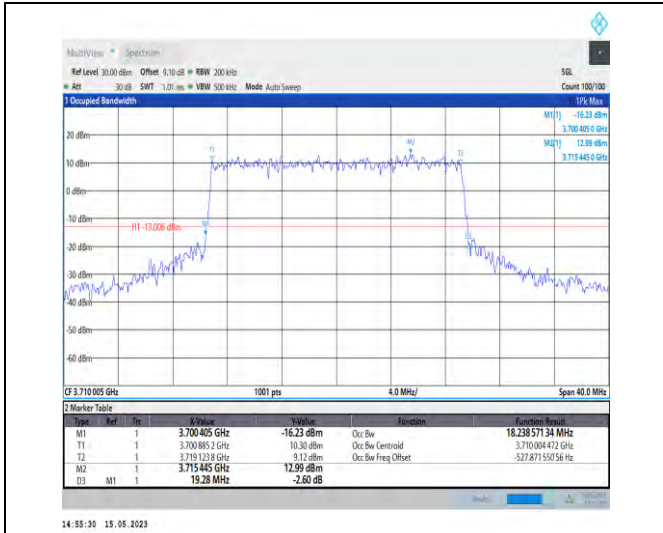 MultiView Spectrum
Ref Level 30.00 dBm Offset 9.10 dB RBW 200 kHz SGL
Att 30 dB SWT 1.01 ms VBW 500 kHz Mode Auto Sweep Count 100/100
1 Occupied Bandwidth 1Pk Max
M1[1] -16.23 dBm
3.700 405 0 GHz
M2[1] 12.99 dBm
3.715 445 0 GHz
20 dBm
T1 M2 T2
10 dBm
0 dBm
-10 dBm
H1 -13.006 dBm
-20 dBm
-30 dBm
-40 dBm
-50 dBm
-60 dBm
CF 3.710 005 GHz 1001 pts 4.0 MHz/ Span 40.0 MHz
2 Marker Table
Type Ref Trc X-Value Y-Value Function Function Result
M1 1 3.700 405 GHz -16.23 dBm Occ Bw 18.238 571 34 MHz
T1 1 3.700 885 2 GHz 10.30 dBm Occ Bw Centroid 3.710 004 472 GHz
T2 1 3.719 123 8 GHz 9.12 dBm Occ Bw Freq Offset -527.871 550 56 Hz
M2 1 3.715 445 GHz 12.99 dBm
D3 M1 1 19.28 MHz -2.60 dB
14:55:30 15.05.2023